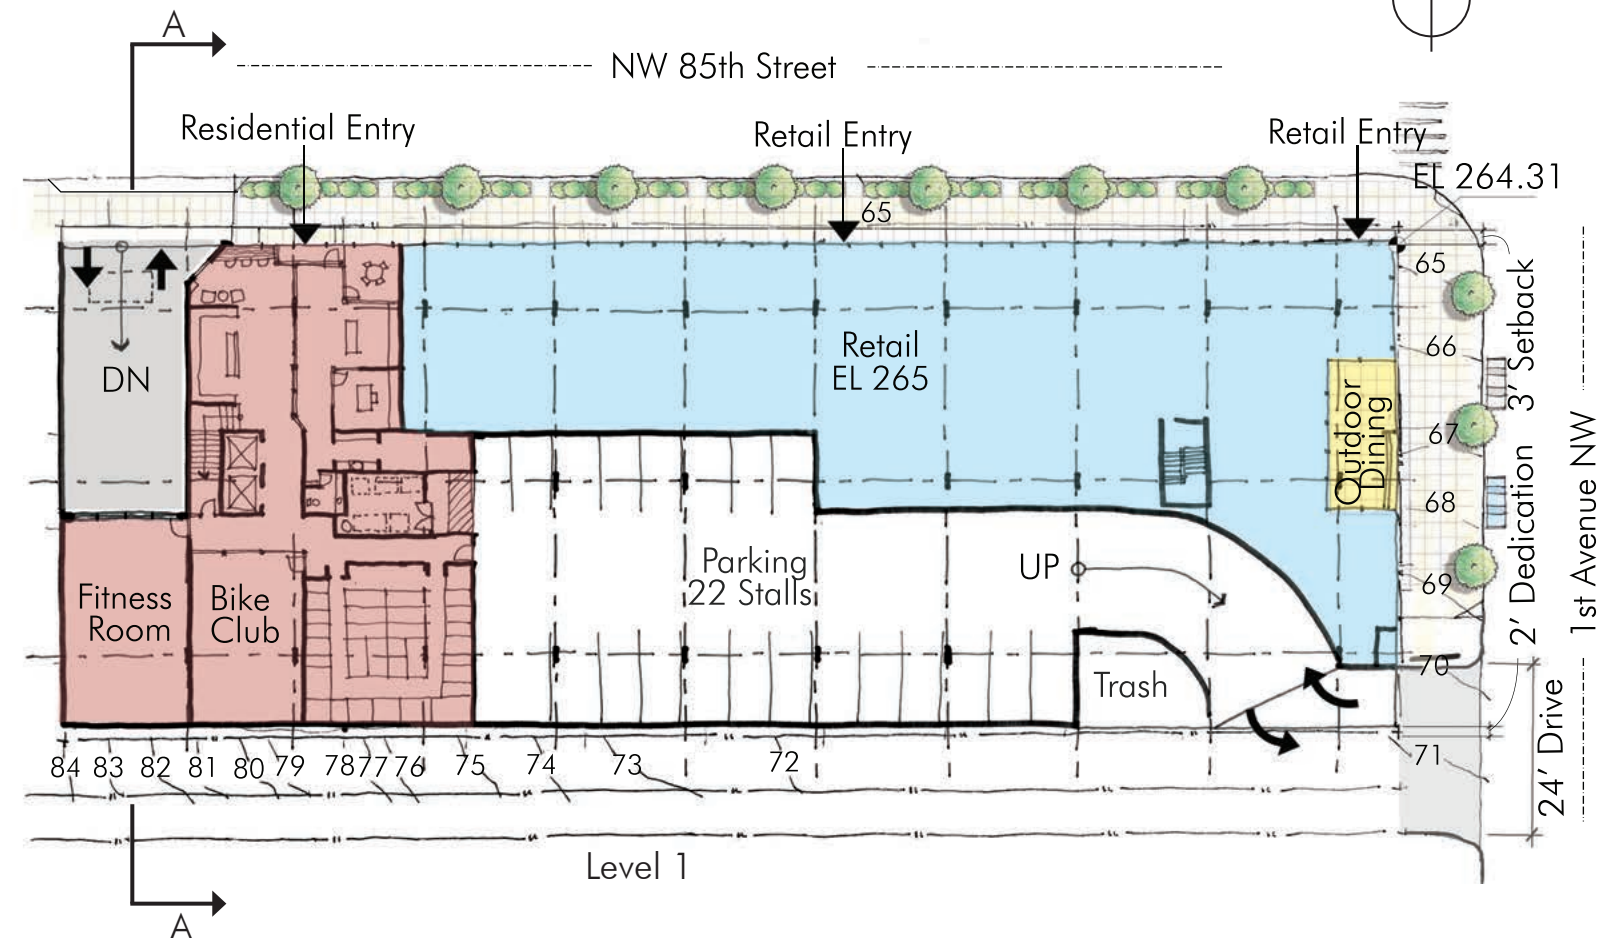 A
NW 85th Street
Residential Entry
Retail Entry
Retail Entry
EL 264.31
65
65
DN
Retail
EL 265
Outdoor
Dining
66
67
68
69
70
71
3' Setback
2' Dedication
1st Avenue NW
24' Drive
Parking
22 Stalls
UP
Fitness
Room
Bike
Club
Trash
84
83
82
81
80
79
78
77
76
75
74
73
72
Level 1
A